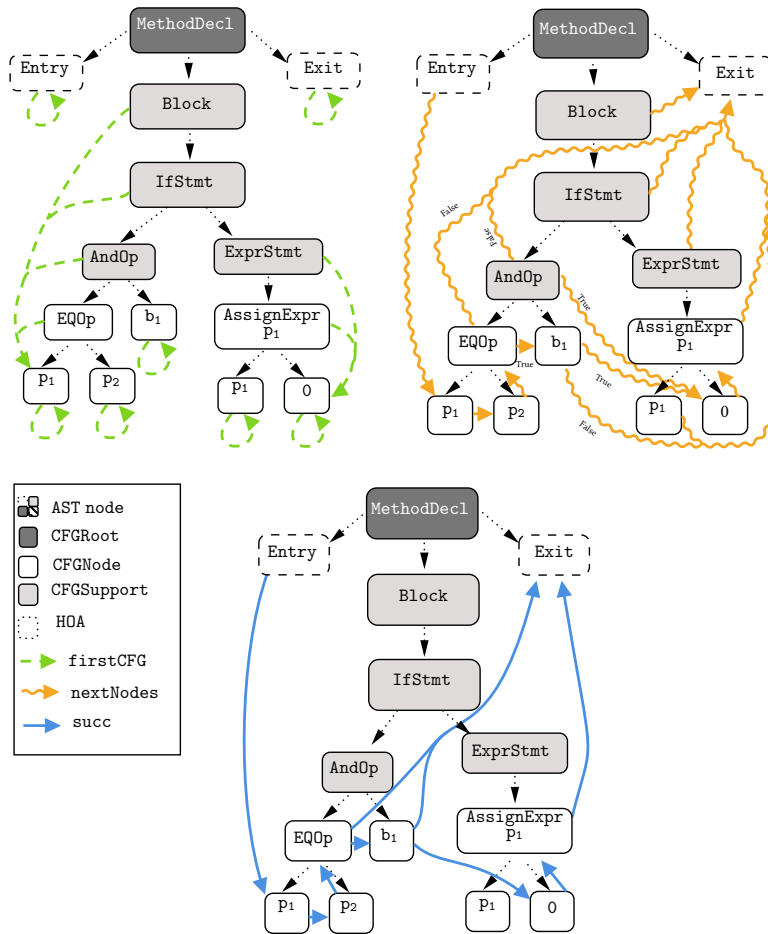 MethodDecl
Entry
Exit
Block
IfStmt
AndOp
ExprStmt
EQOp
b1
AssignExpr
p1
p1
p2
p1
0
MethodDecl
Entry
Exit
Block
IfStmt
False
False
AndOp
ExprStmt
True
AssignExpr
p1
EQOp
b1
True
True
p1
p2
False
p1
0
AST node
CFGRoot
CFGNode
CFGSupport
HOA
firstCFG
nextNodes
succ
MethodDecl
Entry
Exit
Block
IfStmt
AndOp
ExprStmt
EQOp
b1
AssignExpr
p1
p1
p2
p1
0